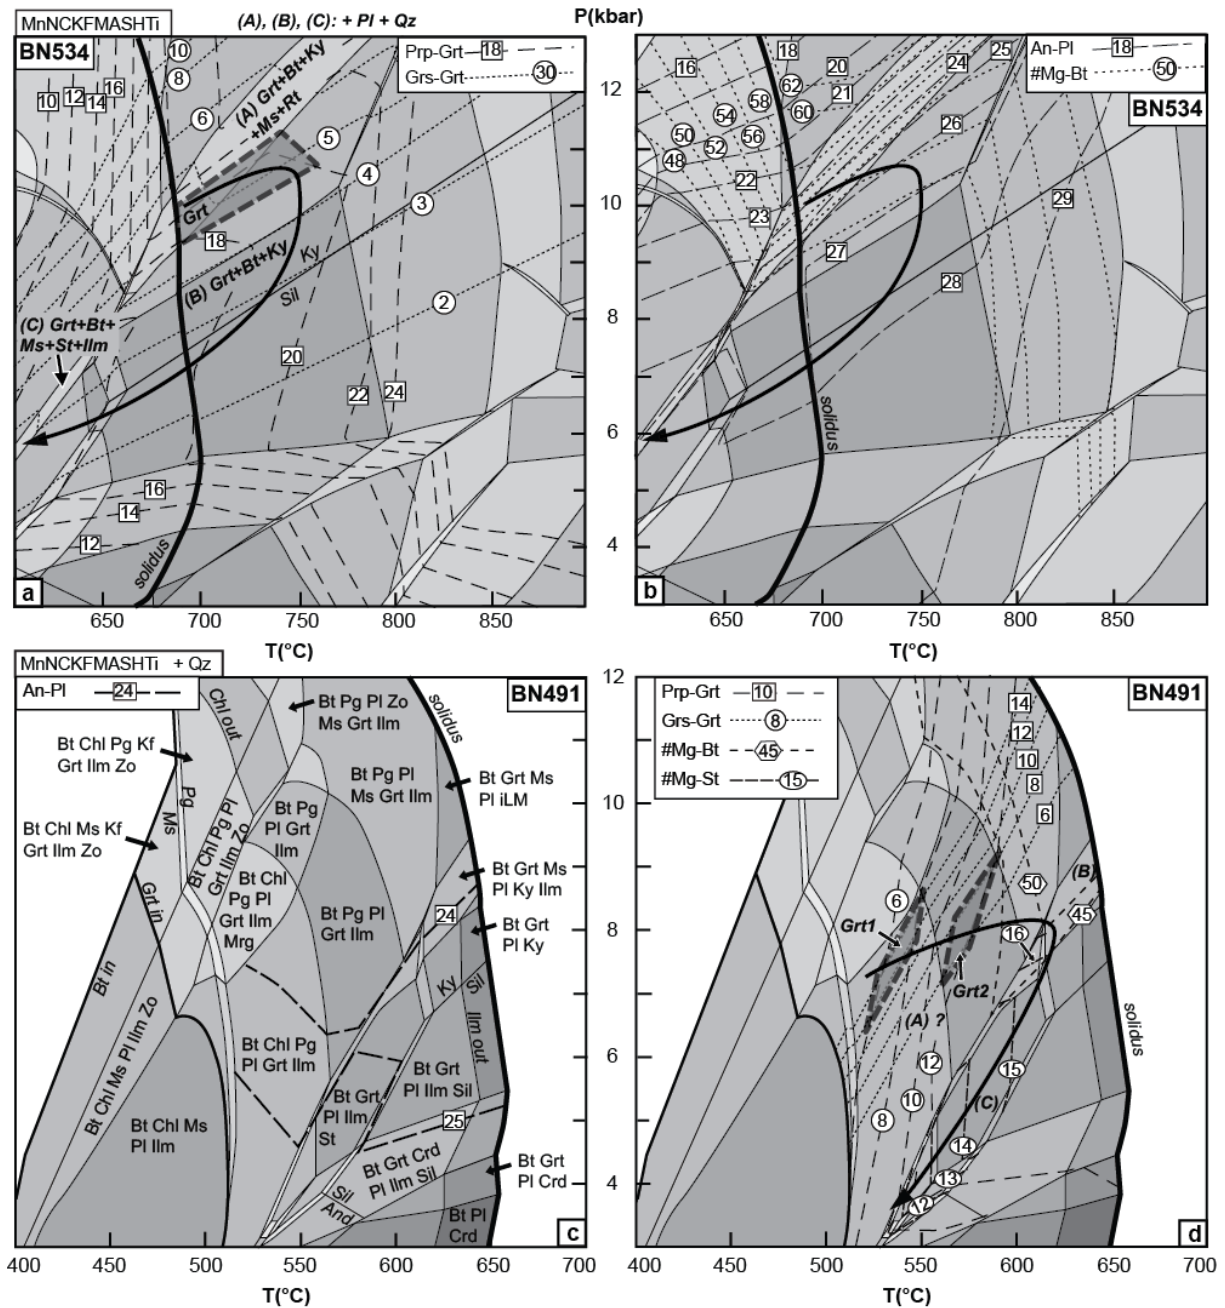 MnNCKFMASHTi
(A), (B), (C): + Pl + Qz
P(kbar)
BN534
Prp-Grt 18
Grs-Grt 30
10
8
6
10
12
14
16
(A) Grt+Bt+Ky
+Ms+Rt
5
4
3
2
Grt
18
(B) Grt+Bt+Ky
Ky
Sil
(C) Grt+Bt+
Ms+St+Ilm
20
22
24
16
14
12
solidus
a
650
700
750
800
850
T(°C)
An-Pl 18
#Mg-Bt 50
BN534
12
10
8
6
4
16
18
20
21
24
25
26
22
23
27
28
29
62
60
58
54
56
50
52
48
solidus
b
650
700
750
800
850
T(°C)
MnNCKFMASHTi + Qz
An-Pl 24
BN491
Chl out
Bt Pg Pl Zo
Ms Grt Ilm
solidus
Bt Chl Pg Kf
Grt Ilm Zo
Pg
Ms
Bt Pg Pl
Ms Grt Ilm
Bt Grt Ms
Pl iLM
Bt Chl Ms Kf
Grt Ilm Zo
Bt Chl Pg Pl
Grt Ilm Zo
Bt Pg
Pl Grt
Ilm
Grt in
Bt Chl
Pg Pl
Grt Ilm
Mrg
Bt Grt Ms
Pl Ky Ilm
24
Bt Pg Pl
Grt Ilm
Bt Grt
Pl Ky
Bt in
Ky
Sil
Ilm out
Bt Chl Ms Pl Ilm Zo
Bt Chl Pg
Pl Grt Ilm
Bt Grt
Pl Ilm Sil
Bt Grt
Pl Ilm
St
Bt Chl Ms
Pl Ilm
25
Bt Grt Crd
Pl Ilm Sil
Bt Grt
Pl Crd
Sil
And
Bt Pl
Crd
c
400
450
500
550
600
650
700
T(°C)
Prp-Grt 10
Grs-Grt 8
#Mg-Bt 45
#Mg-St 15
BN491
12
10
8
6
4
14
12
10
8
6
(B)
50
45
6
Grt1
16
Grt2
(A) ?
solidus
12
10
8
15
(C)
14
13
12
d
400
450
500
550
600
650
700
T(°C)